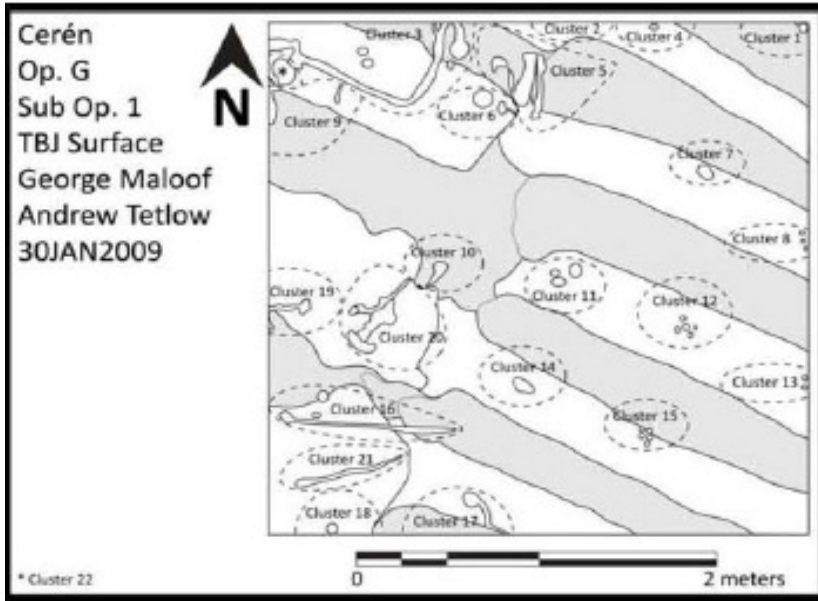 Cerén
Op. G
Sub Op. 1
TBJ Surface
George Maloof
Andrew Tetlow
30JAN2009
N
Cluster 3
Cluster 2
Cluster 4
Cluster 1
Cluster 5
Cluster 6
Cluster 9
Cluster 7
Cluster 8
Cluster 10
Cluster 19
Cluster 11
Cluster 12
Cluster 20
Cluster 14
Cluster 13
Cluster 16
Cluster 15
Cluster 21
Cluster 18
Cluster 17
*
* Cluster 22
0
2 meters